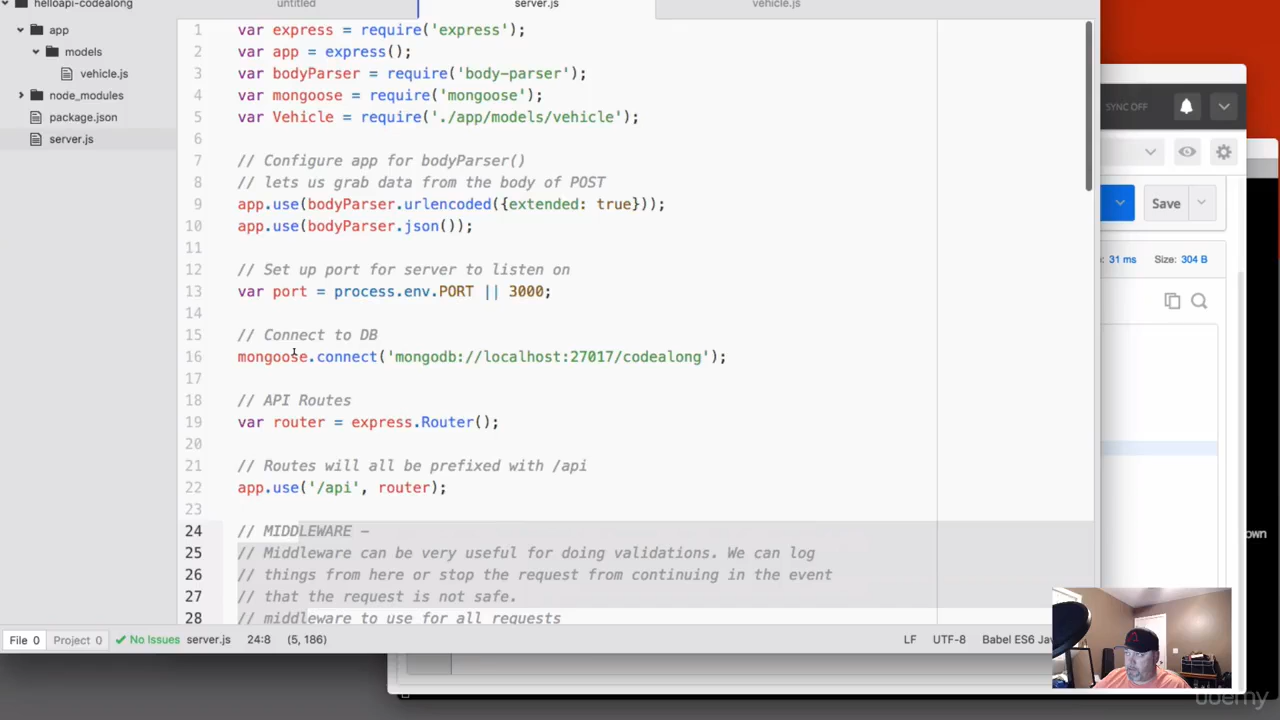 helloapi-codealong
untitled
server.js
vehicle.js
app
models
vehicle.js
node_modules
package.json
server.js
1 var express = require('express');
2 var app = express();
3 var bodyParser = require('body-parser');
4 var mongoose = require('mongoose');
5 var Vehicle = require('./app/models/vehicle');
6
7 // Configure app for bodyParser()
8 // lets us grab data from the body of POST
9 app.use(bodyParser.urlencoded({extended: true}));
10 app.use(bodyParser.json());
11
12 // Set up port for server to listen on
13 var port = process.env.PORT || 3000;
14
15 // Connect to DB
16 mongoose.connect('mongodb://localhost:27017/codealong');
17
18 // API Routes
19 var router = express.Router();
20
21 // Routes will all be prefixed with /api
22 app.use('/api', router);
23
24 // MIDDLEWARE -
25 // Middleware can be very useful for doing validations. We can log
26 // things from here or stop the request from continuing in the event
27 // that the request is not safe.
28 // middleware to use for all requests
File 0 Project 0 No Issues server.js 24:8 (5, 186) LF UTF-8 Babel ES6 Jav
SYNC OFF
Save
: 31 ms Size: 304 B
own
udemy